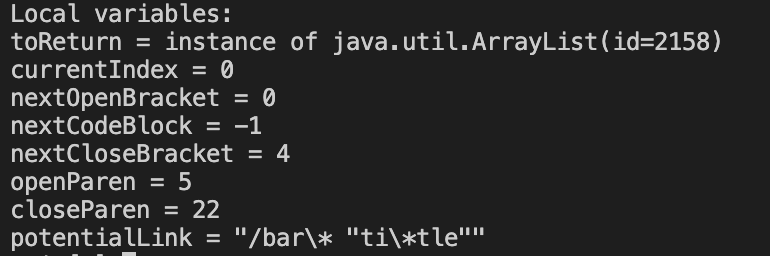 Local variables:
toReturn = instance of java.util.ArrayList(id=2158)
currentIndex = 0
nextOpenBracket = 0
nextCodeBlock = -1
nextCloseBracket = 4
openParen = 5
closeParen = 22
potentialLink = "/bar\* "ti\*tle""